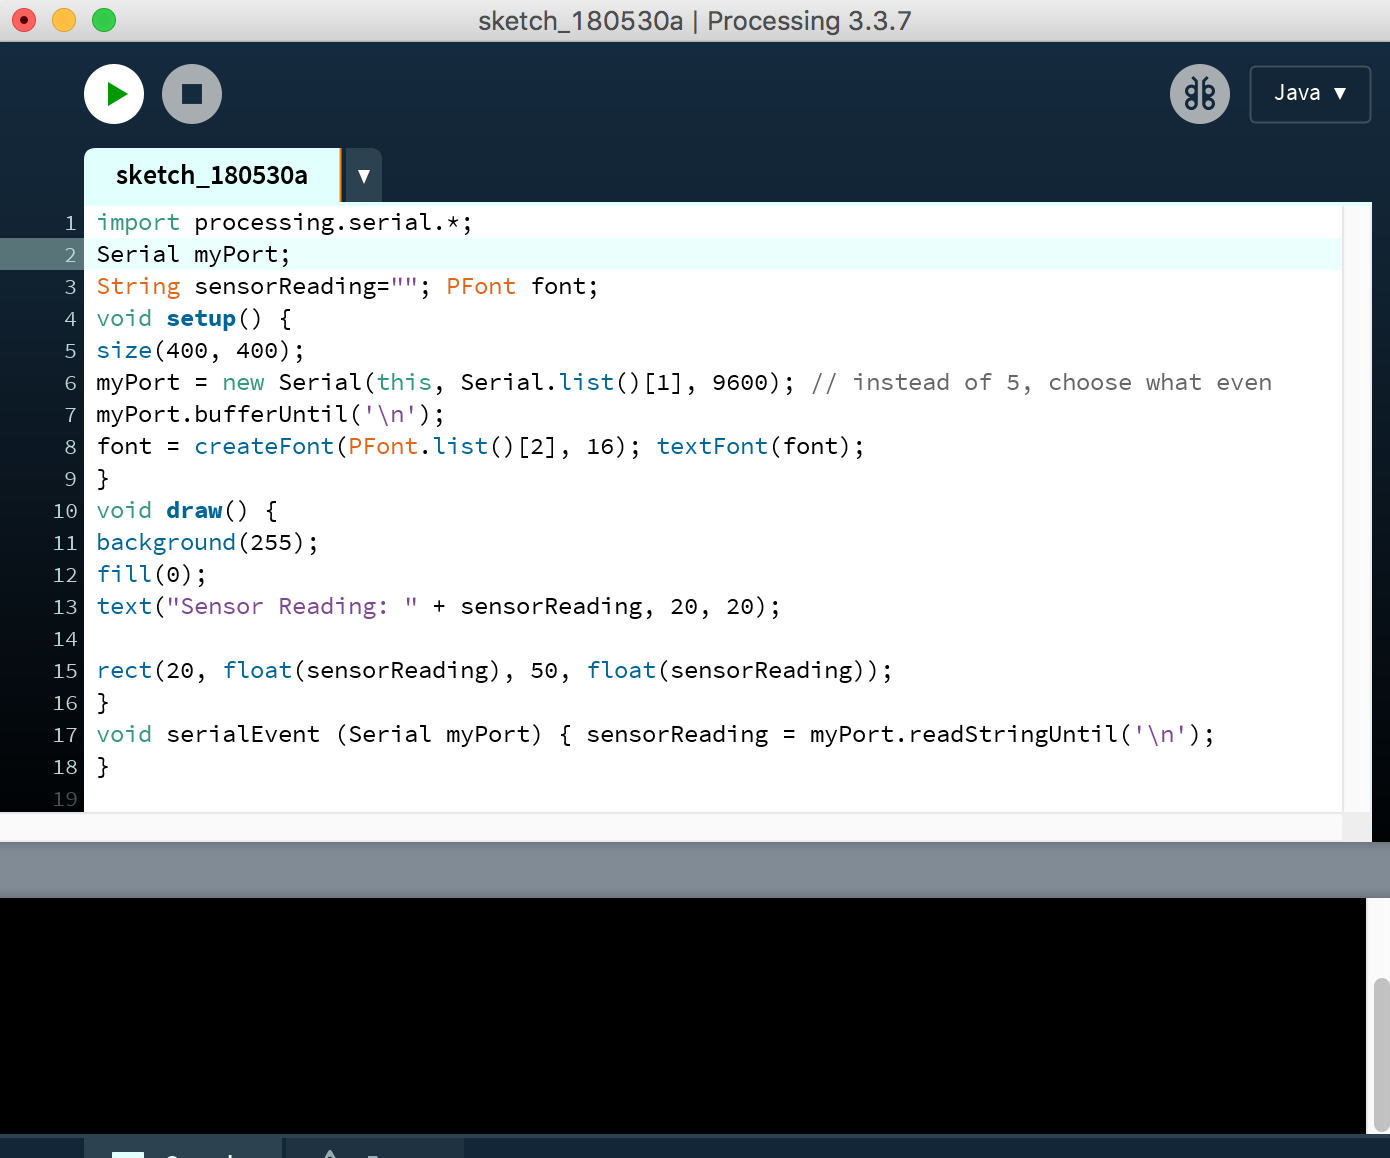 sketch_180530a | Processing 3.3.7
Java ▼
sketch_180530a ▼
1 import processing.serial.*;
2 Serial myPort;
3 String sensorReading=""; PFont font;
4 void setup() {
5 size(400, 400);
6 myPort = new Serial(this, Serial.list()[1], 9600); // instead of 5, choose what even
7 myPort.bufferUntil('\n');
8 font = createFont(PFont.list()[2], 16); textFont(font);
9 }
10 void draw() {
11 background(255);
12 fill(0);
13 text("Sensor Reading: " + sensorReading, 20, 20);
14
15 rect(20, float(sensorReading), 50, float(sensorReading));
16 }
17 void serialEvent (Serial myPort) { sensorReading = myPort.readStringUntil('\n');
18 }
19